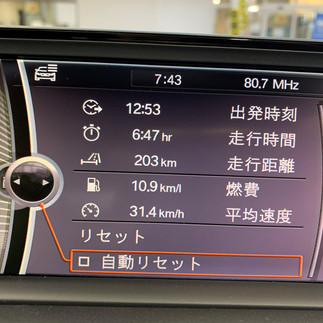 7:43 80.7 MHz
12:53 出発時刻
6:47 hr 走行時間
203 km 走行距離
10.9 km/l 燃費
31.4 km/h 平均速度
リセット
自動リセット